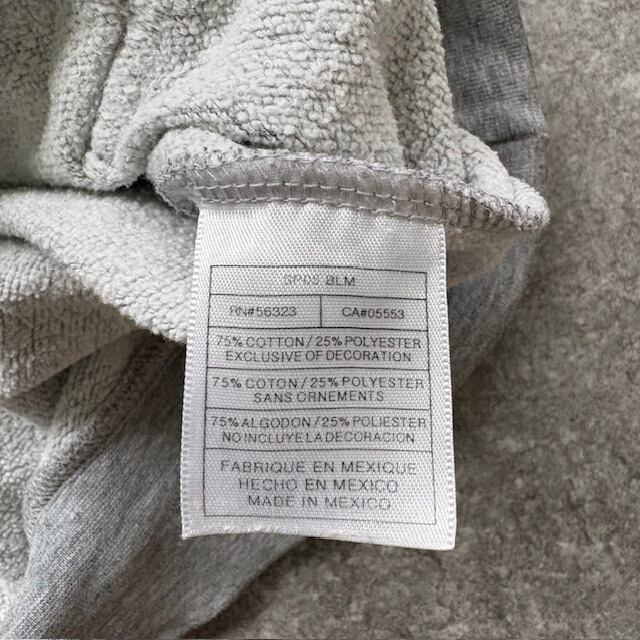 SP05 BLM
RN#56323 CA#05553
75% COTTON / 25% POLYESTER
EXCLUSIVE OF DECORATION
75% COTON / 25% POLYESTER
SANS ORNEMENTS
75% ALGODON / 25% POLIESTER
NO INCLUYE LA DECORACION
FABRIQUE EN MEXIQUE
HECHO EN MEXICO
MADE IN MEXICO